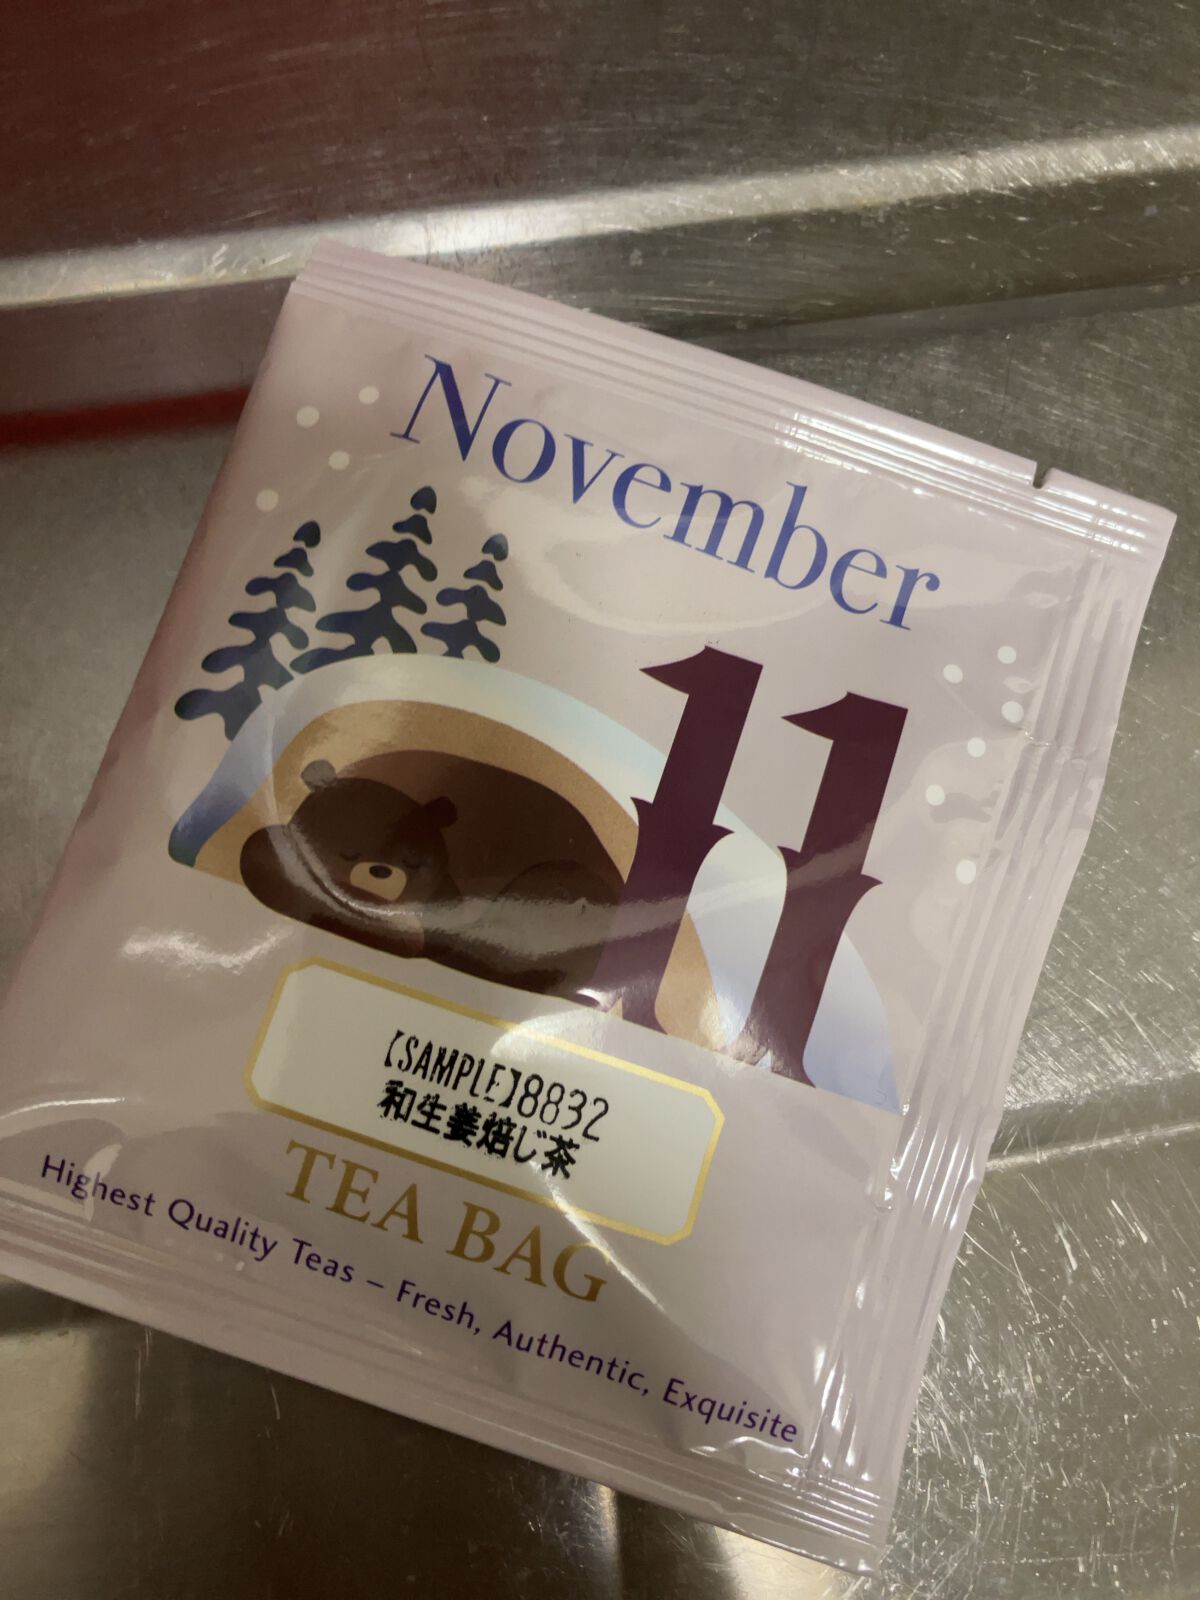 November
11
【SAMPLE】8832
和生姜焙じ茶
TEA BAG
Highest Quality Teas – Fresh, Authentic, Exquisite